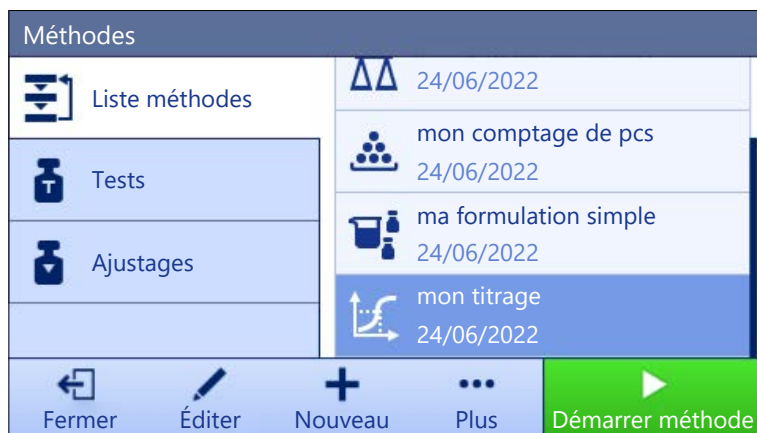 Méthodes
Liste méthodes
Tests
Ajustages
24/06/2022
mon comptage de pcs
24/06/2022
ma formulation simple
24/06/2022
mon titrage
24/06/2022
Fermer
Éditer
Nouveau
Plus
Démarrer méthode